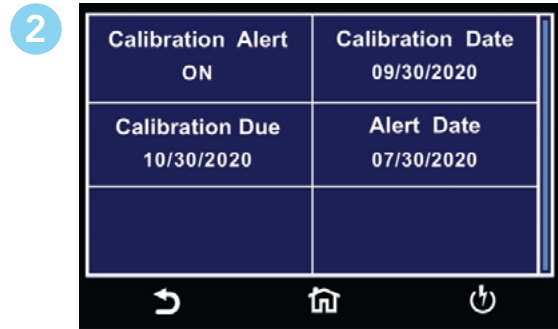 2
Calibration Alert
ON
Calibration Date
09/30/2020
Calibration Due
10/30/2020
Alert Date
07/30/2020